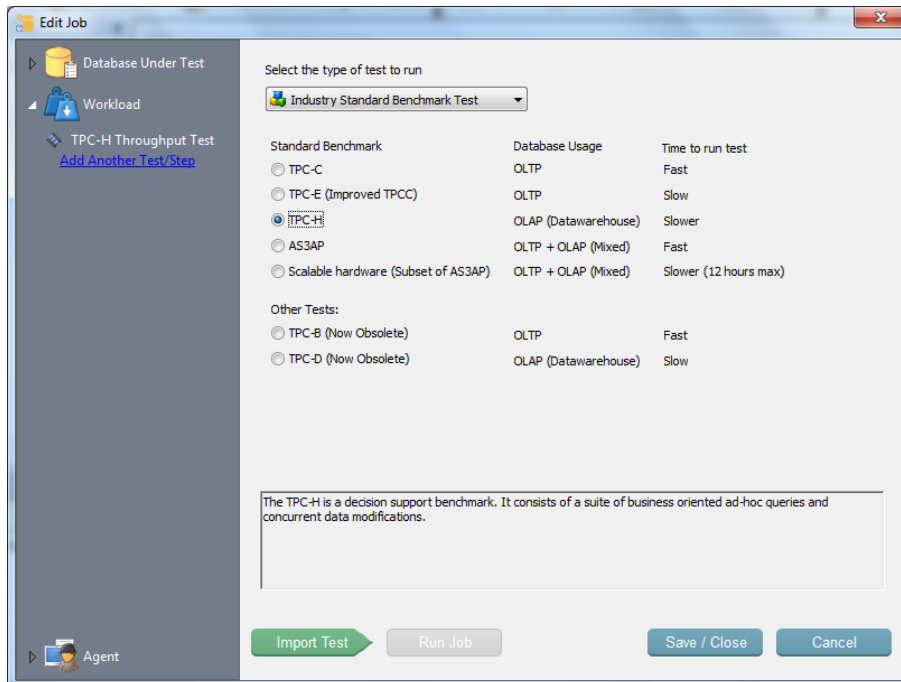 Edit Job
Database Under Test
Workload
TPC-H Throughput Test
Add Another Test/Step
Agent
Select the type of test to run
Industry Standard Benchmark Test
Standard Benchmark Database Usage Time to run test
TPC-C OLTP Fast
TPC-E (Improved TPCC) OLTP Slow
TPC-H OLAP (Datawarehouse) Slower
AS3AP OLTP + OLAP (Mixed) Fast
Scalable hardware (Subset of AS3AP) OLTP + OLAP (Mixed) Slower (12 hours max)
Other Tests:
TPC-B (Now Obsolete) OLTP Fast
TPC-D (Now Obsolete) OLAP (Datawarehouse) Slow
The TPC-H is a decision support benchmark. It consists of a suite of business oriented ad-hoc queries and
concurrent data modifications.
Import Test Run Job Save / Close Cancel